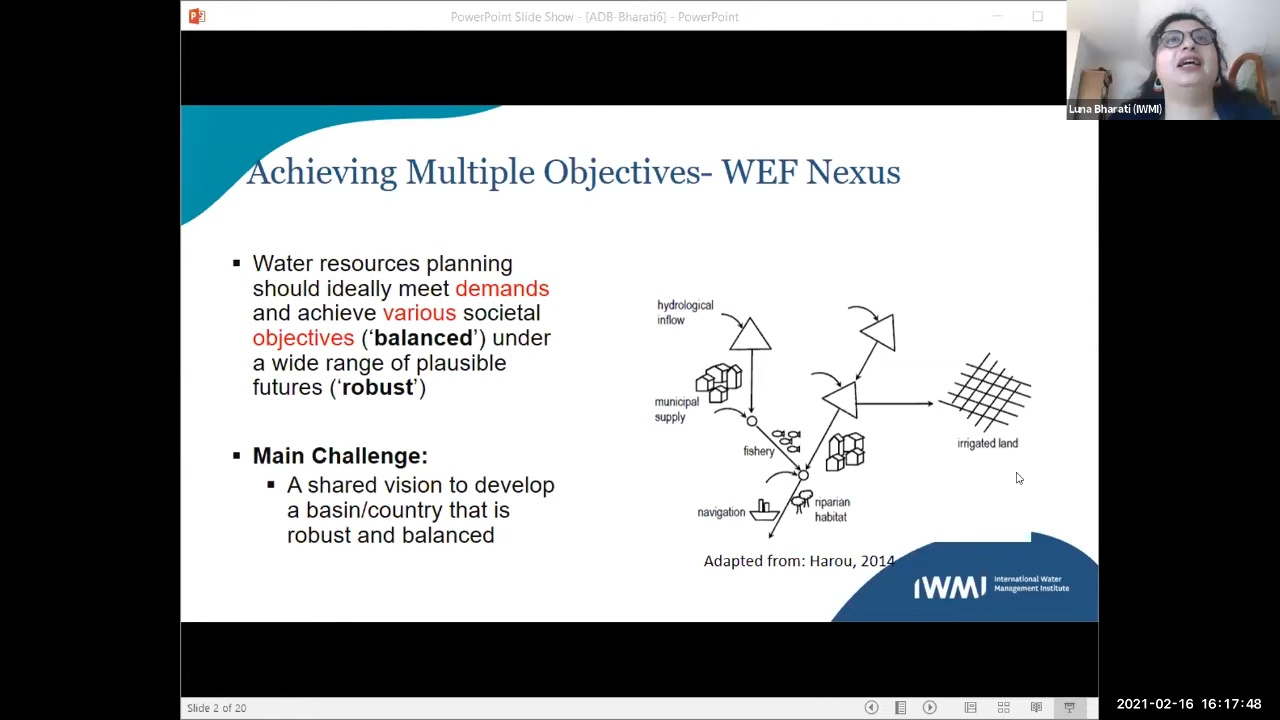 PowerPoint Slide Show - [ADB-Bharati6] - PowerPoint
Luna Bharati (IWMI)
Achieving Multiple Objectives- WEF Nexus
▪ Water resources planning
should ideally meet demands
and achieve various societal
objectives (‘balanced’) under
a wide range of plausible
futures (‘robust’)
▪ Main Challenge:
▪ A shared vision to develop
a basin/country that is
robust and balanced
hydrological
inflow
municipal
supply
fishery
irrigated land
navigation
riparian
habitat
Adapted from: Harou, 2014
IWMI
International Water
Management Institute
Slide 2 of 20
2021-02-16 16:17:48